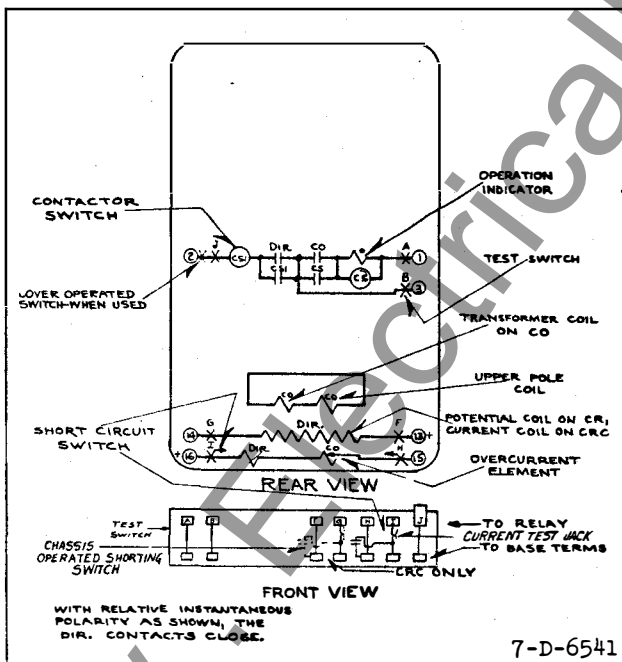 OPERATION
INDICATOR
CONTACTOR
SWITCH
2
J
CS1
DIR
CO
A
1
CS1
CS
CS
B
3
TEST SWITCH
LOVER OPERATED
SWITCH-WHEN USED
TRANSFORMER COIL
ON CO
UPPER POLE
COIL
CO
CO
SHORT CIRCUIT
SWITCH
14
G
DIR.
F
13+
POTENTIAL COIL ON CR,
CURRENT COIL ON CRC
+16
I
DIR
CO
H
15
OVERCURRENT
ELEMENT
REAR VIEW
TEST
SWITCH
A
B
F
G
H
I
J
TO RELAY
CURRENT TEST JACK
TO BASE TERMS
CHASSIS
OPERATED SHORTING
SWITCH
CRC ONLY
FRONT VIEW
WITH RELATIVE INSTANTANEOUS
POLARITY AS SHOWN, THE
DIR. CONTACTS CLOSE.
7-D-6541
Electrical